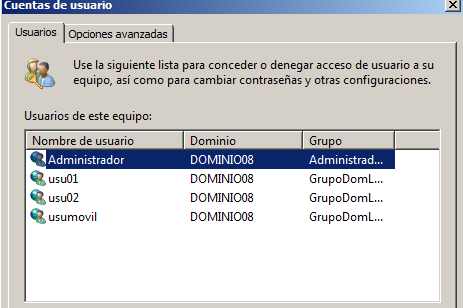 Cuentas de usuario
Usuarios Opciones avanzadas
Use la siguiente lista para conceder o denegar acceso de usuario a su
equipo, así como para cambiar contraseñas y otras configuraciones.
Usuarios de este equipo:
Nombre de usuario Dominio Grupo
Administrador DOMINIO08 Administrad...
usu01 DOMINIO08 GrupoDomL...
usu02 DOMINIO08 GrupoDomL...
usumovil DOMINIO08 GrupoDomL...